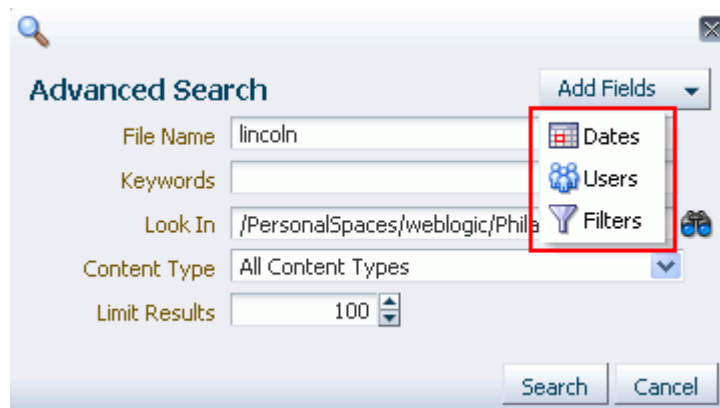 Advanced Search
Add Fields
File Name lincoln
Dates
Keywords
Users
Look In /PersonalSpaces/weblogic/Phila
Filters
Content Type All Content Types
Limit Results 100
Search Cancel